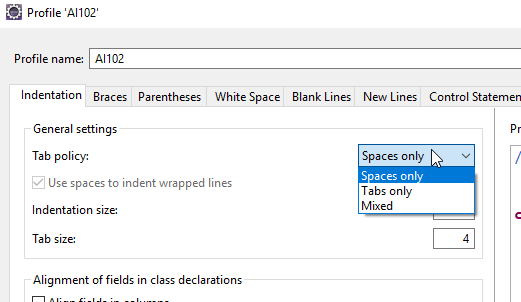 Profile 'AI102'
Profile name: AI102
Indentation Braces Parentheses White Space Blank Lines New Lines Control Statemen
General settings
Tab policy: Spaces only
Use spaces to indent wrapped lines
Spaces only
Tabs only
Mixed
Indentation size:
Tab size: 4
Alignment of fields in class declarations
Align fields in columns
Pr
/